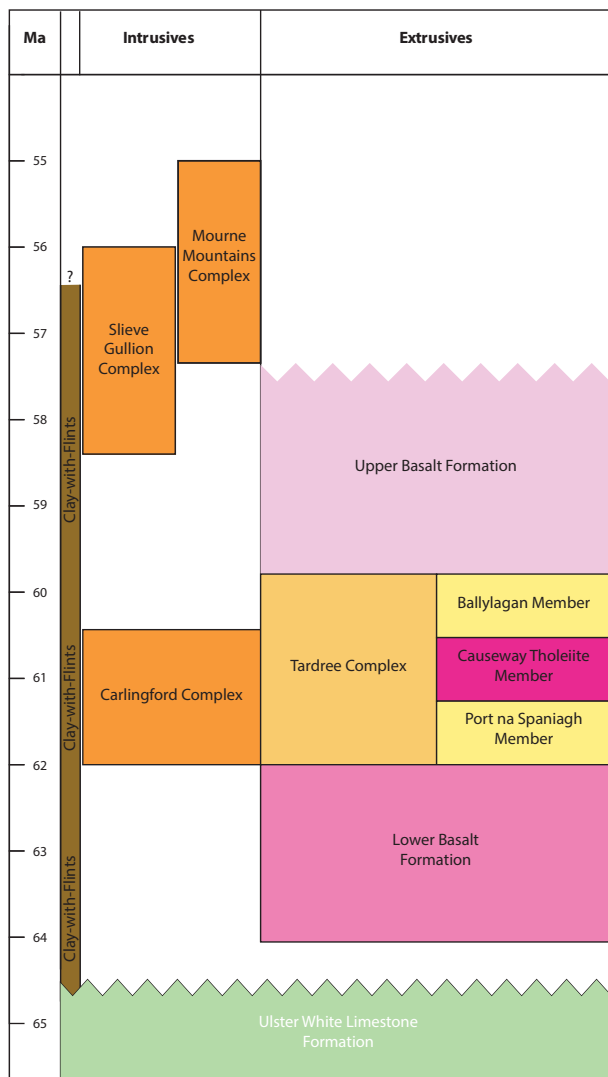 Ma
Intrusives
Extrusives
55
56
57
58
59
60
61
62
63
64
65
?
Clay-with-Flints
Clay-with-Flints
Clay-with-Flints
Mourne
Mountains
Complex
Slieve
Gullion
Complex
Carlingford Complex
Upper Basalt Formation
Tardree Complex
Ballylagan Member
Causeway Tholeiite
Member
Port na Spaniagh
Member
Lower Basalt
Formation
Ulster White Limestone
Formation